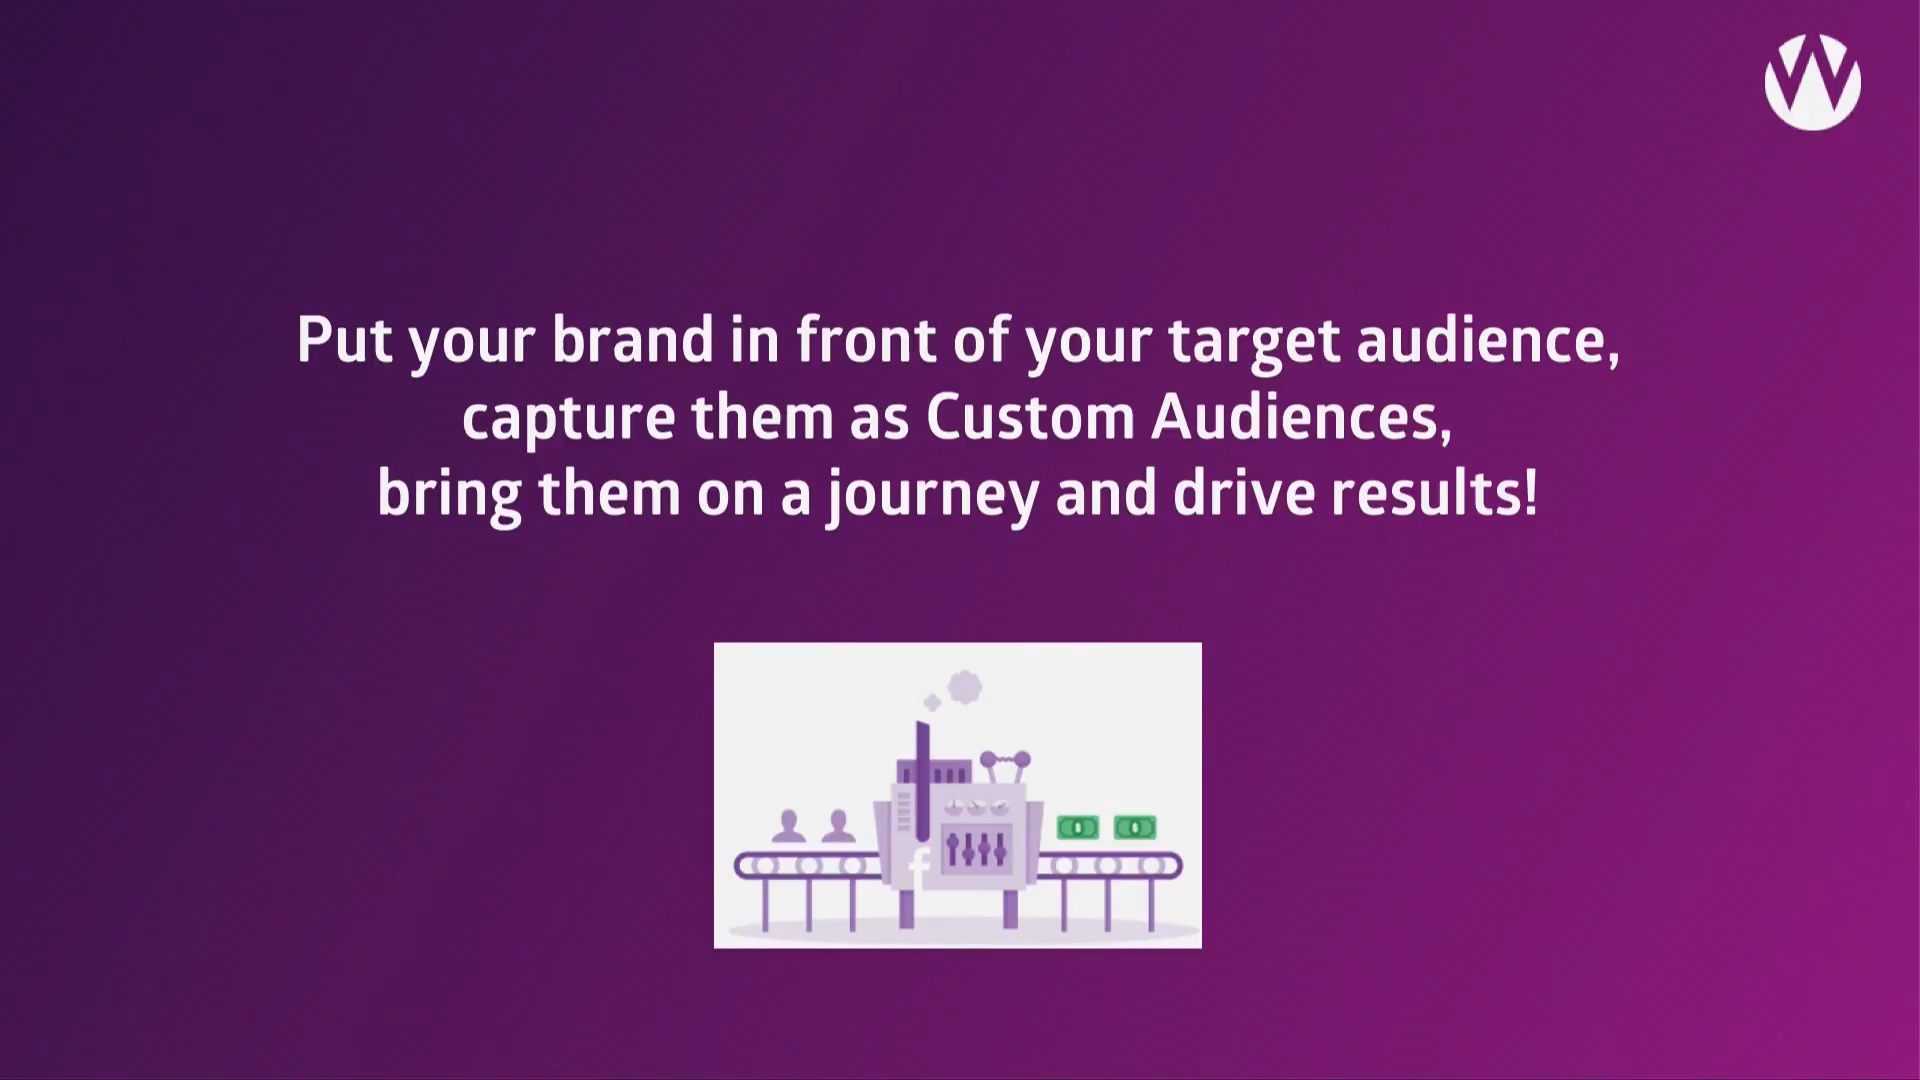 W
Put your brand in front of your target audience,
capture them as Custom Audiences,
bring them on a journey and drive results!
f